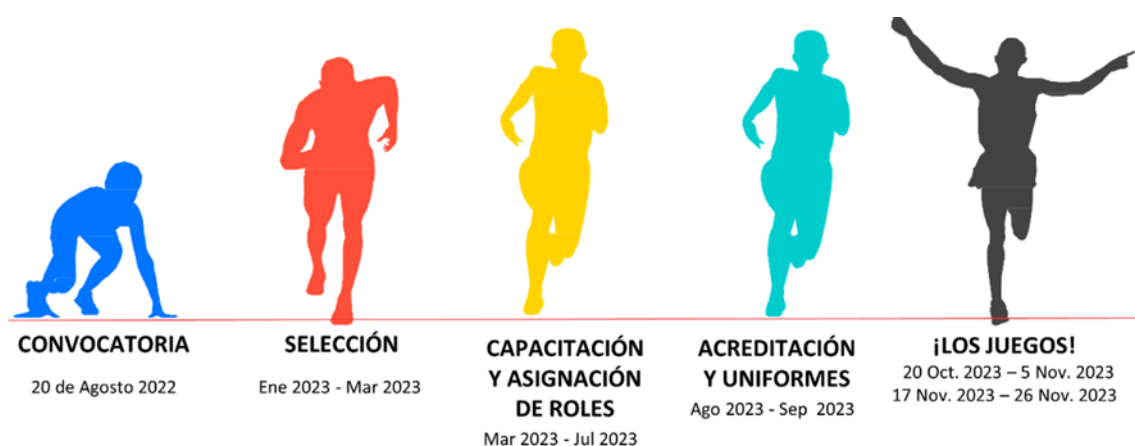 CONVOCATORIA
20 de Agosto 2022
SELECCIÓN
Ene 2023 - Mar 2023
CAPACITACIÓN
Y ASIGNACIÓN
DE ROLES
Mar 2023 - Jul 2023
ACREDITACIÓN
Y UNIFORMES
Ago 2023 - Sep 2023
¡LOS JUEGOS!
20 Oct. 2023 – 5 Nov. 2023
17 Nov. 2023 – 26 Nov. 2023